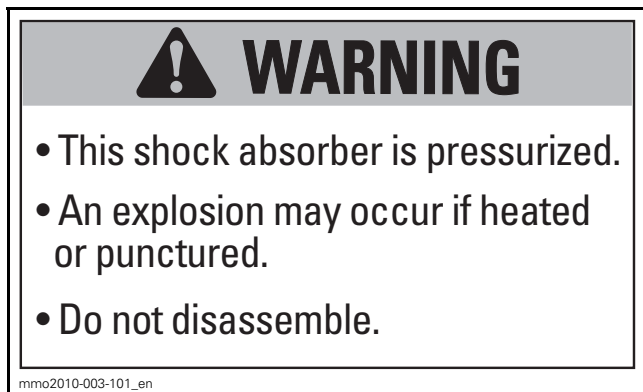 WARNING
• This shock absorber is pressurized.
• An explosion may occur if heated
or punctured.
• Do not disassemble.
mmo2010-003-101_en